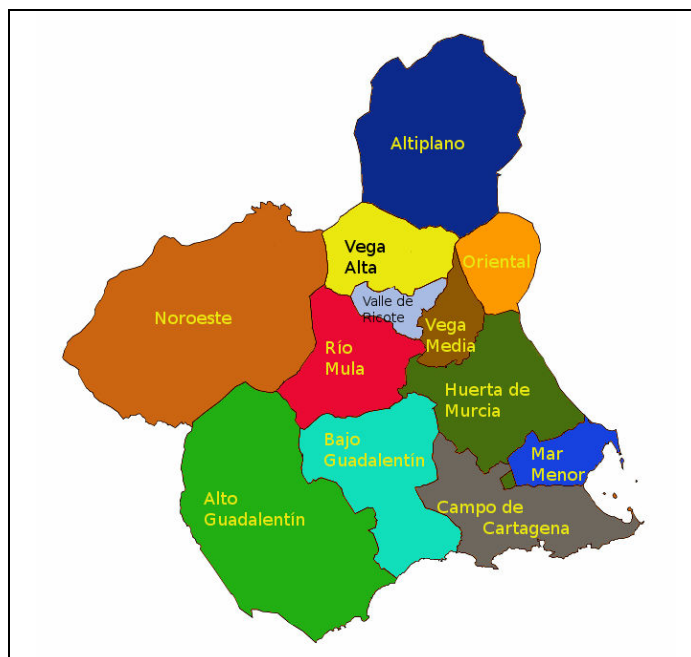 Altiplano
Vega
Alta
Oriental
Valle de
Ricote
Noroeste
Vega
Media
Río
Mula
Huerta de
Murcia
Bajo
Guadalentín
Mar
Menor
Alto
Guadalentín
Campo de
Cartagena